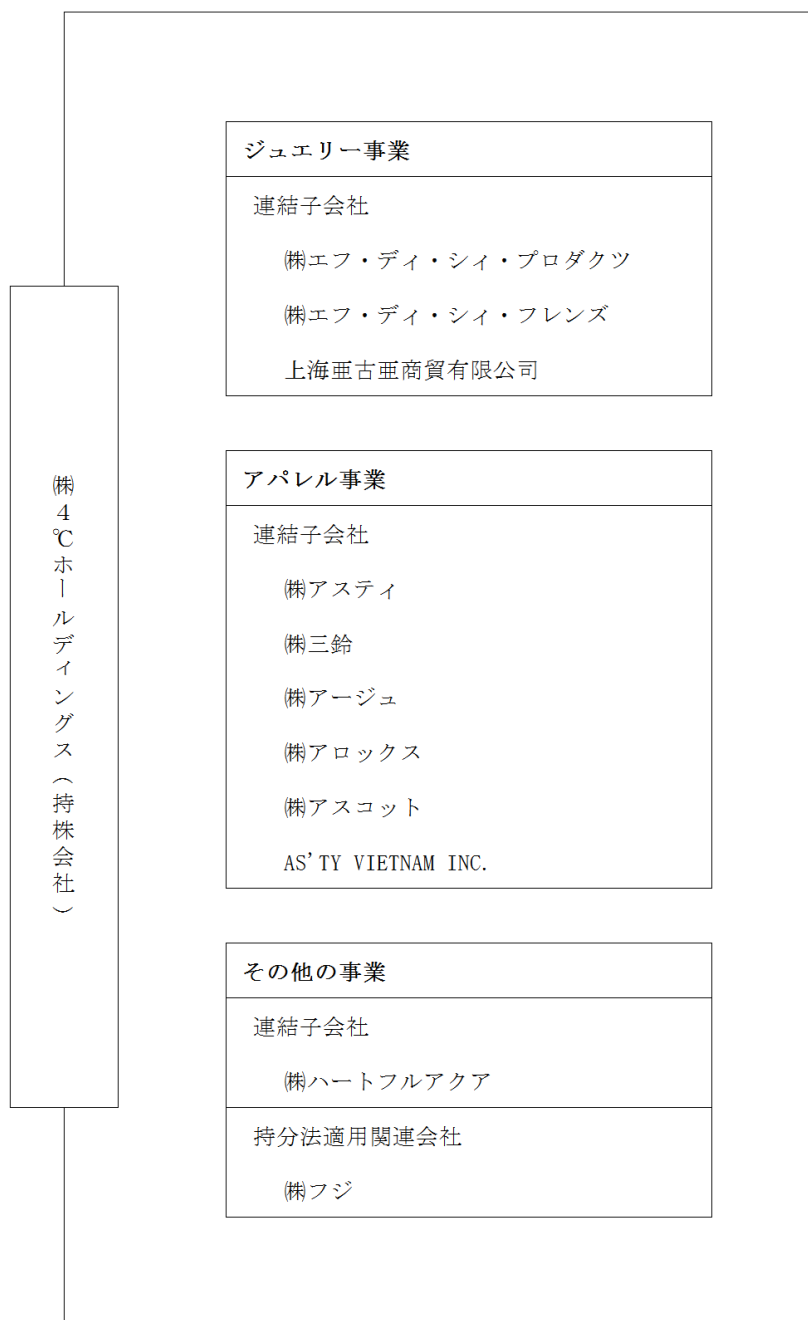 ㈱４℃ホールディングス（持株会社）
ジュエリー事業
連結子会社
㈱エフ・ディ・シィ・プロダクツ
㈱エフ・ディ・シィ・フレンズ
上海亜古亜商貿有限公司
アパレル事業
連結子会社
㈱アスティ
㈱三鈴
㈱アージュ
㈱アロックス
㈱アスコット
AS’TY VIETNAM INC.
その他の事業
連結子会社
㈱ハートフルアクア
持分法適用関連会社
㈱フジ